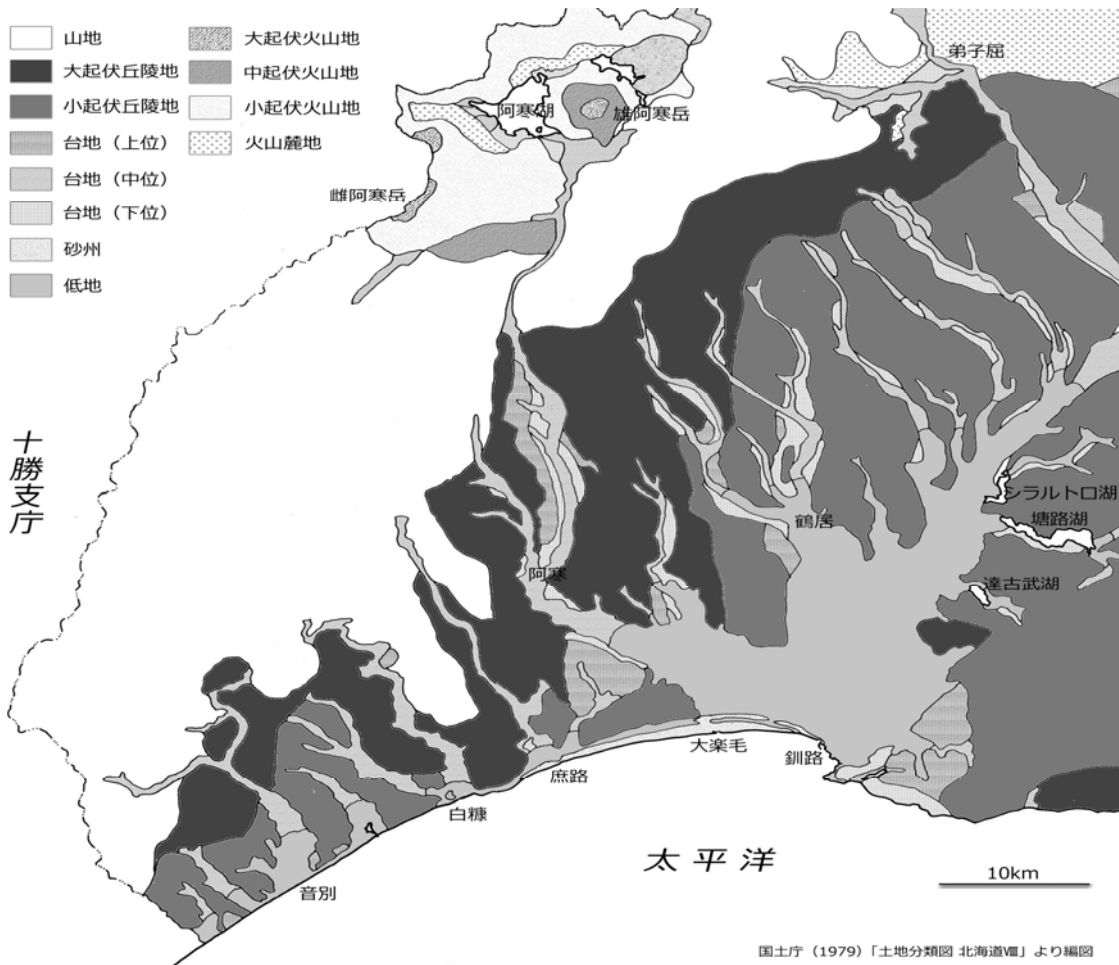 山地
大起伏丘陵地
小起伏丘陵地
台地（上位）
台地（中位）
台地（下位）
砂州
低地
大起伏火山地
中起伏火山地
小起伏火山地
火山麓地
弟子屈
阿寒湖
雄阿寒岳
雌阿寒岳
十勝支庁
シラルトロ湖
塘路湖
鶴居
阿寒
達古武湖
大楽毛
釧路
庶路
白糠
音別
太平洋
10km
国土庁（1979）「土地分類図 北海道Ⅷ」より編図